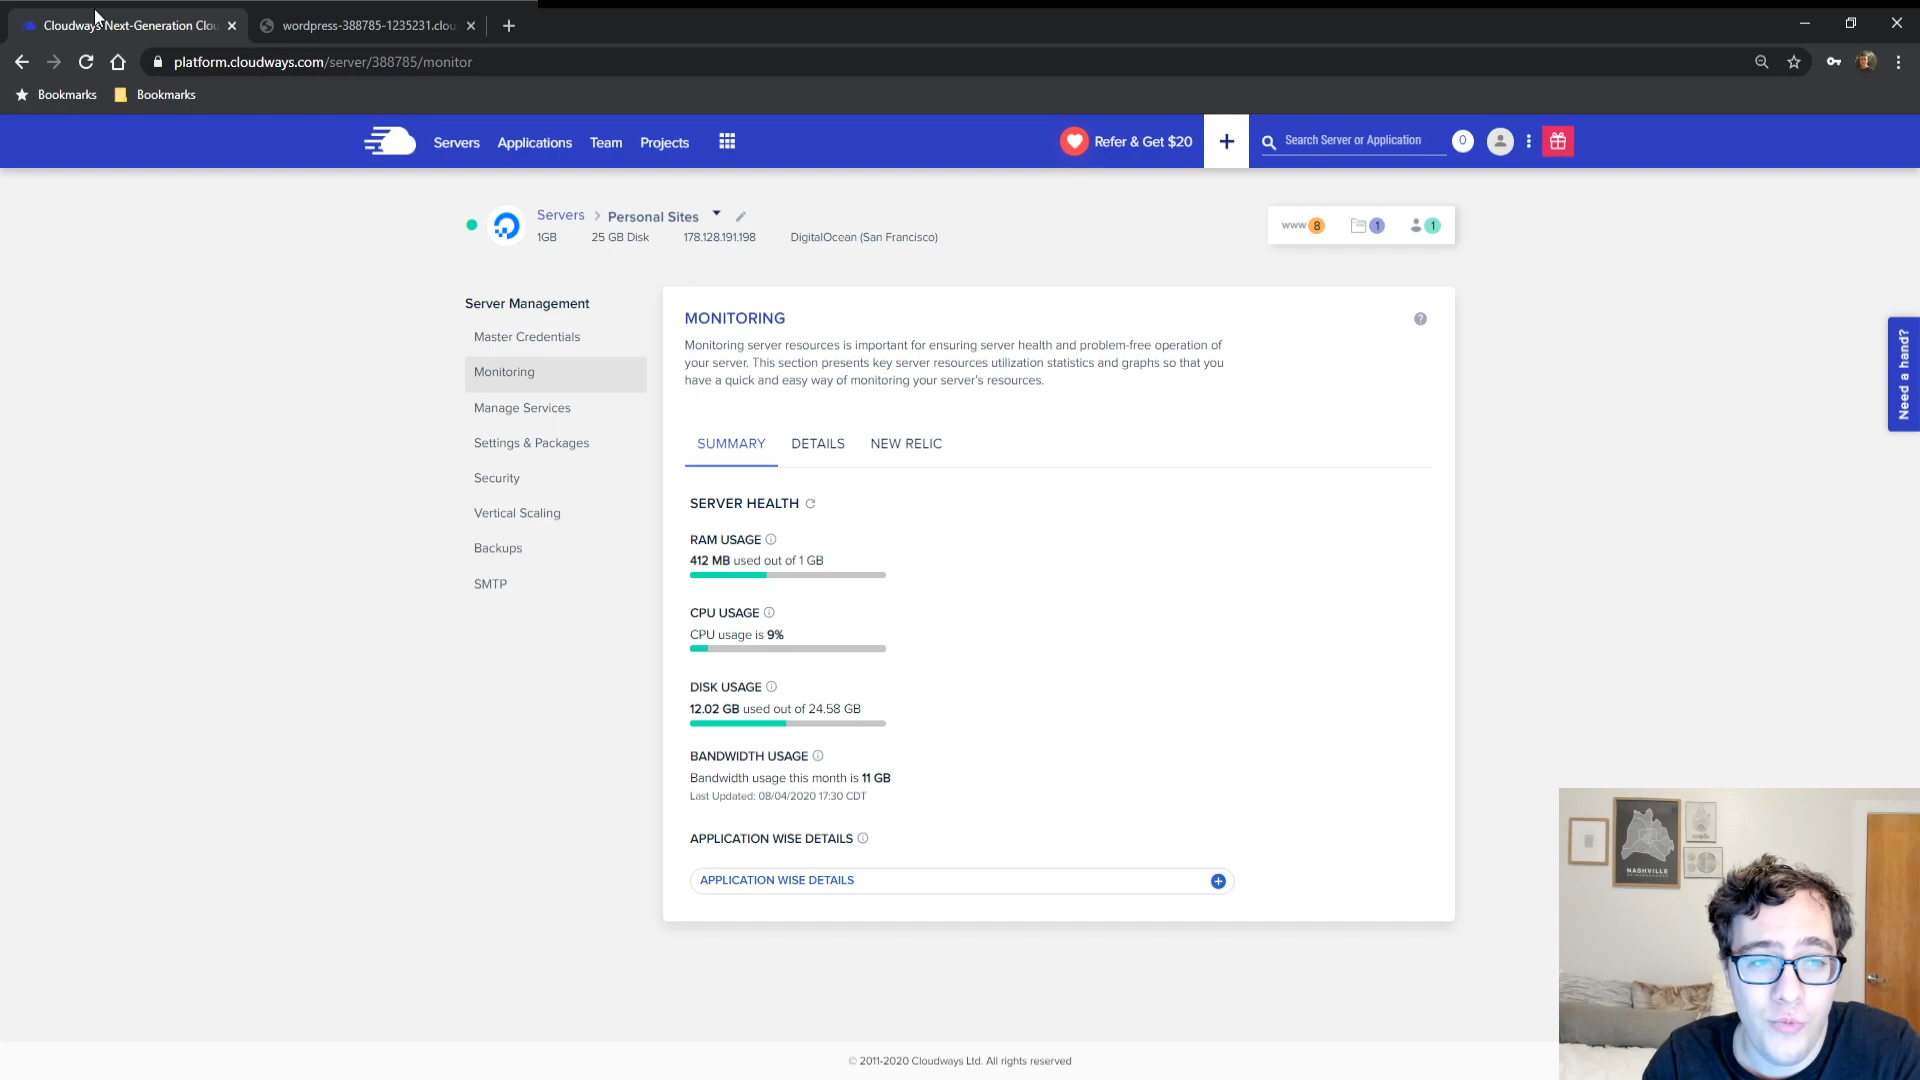 Cloudways Next-Generation Clou
wordpress-388785-1235231.clou
platform.cloudways.com/server/388785/monitor
Bookmarks
Bookmarks
Servers
Applications
Team
Projects
Refer & Get $20
Search Server or Application
0
Servers > Personal Sites
1GB
25 GB Disk
178.128.191.198
DigitalOcean (San Francisco)
www 8
1
1
Server Management
Master Credentials
Monitoring
Manage Services
Settings & Packages
Security
Vertical Scaling
Backups
SMTP
MONITORING
Monitoring server resources is important for ensuring server health and problem-free operation of
your server. This section presents key server resources utilization statistics and graphs so that you
have a quick and easy way of monitoring your server's resources.
SUMMARY
DETAILS
NEW RELIC
SERVER HEALTH
RAM USAGE
412 MB used out of 1 GB
CPU USAGE
CPU usage is 9%
DISK USAGE
12.02 GB used out of 24.58 GB
BANDWIDTH USAGE
Bandwidth usage this month is 11 GB
Last Updated: 08/04/2020 17:30 CDT
APPLICATION WISE DETAILS
APPLICATION WISE DETAILS
Need a hand?
NASHVILLE
© 2011-2020 Cloudways Ltd. All rights reserved